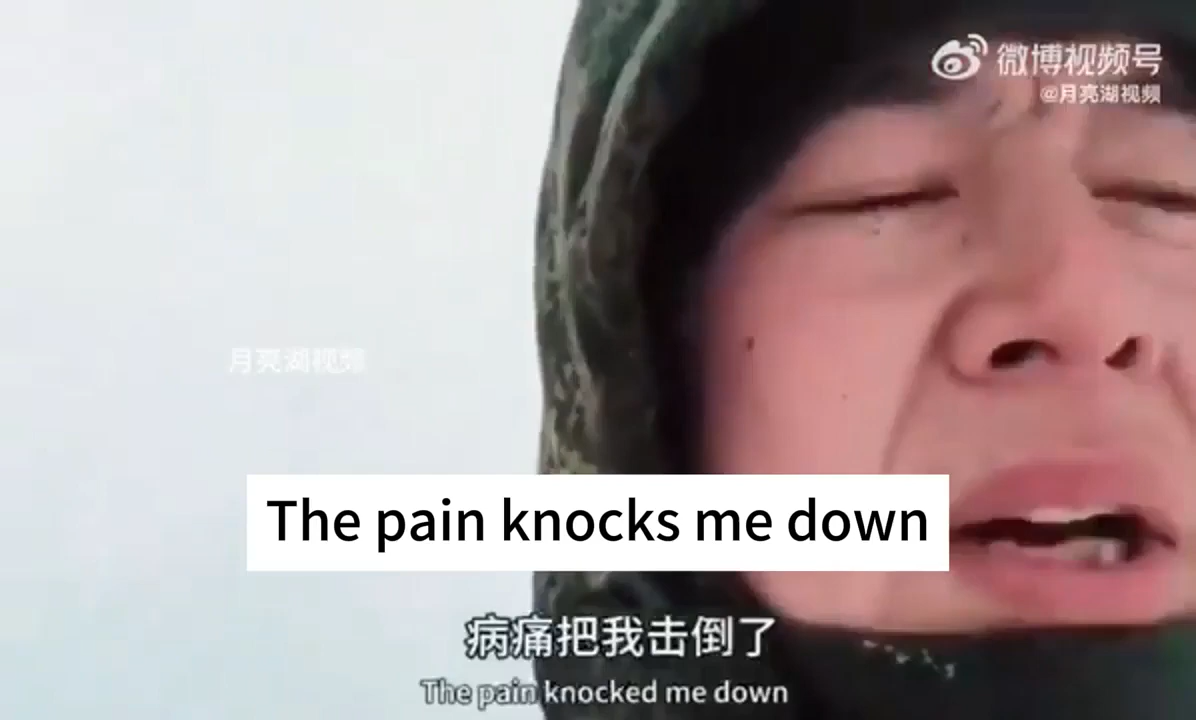 微博视频号
@月亮湖视频
月亮湖视频
The pain knocks me down
病痛把我击倒了
The pain knocked me down